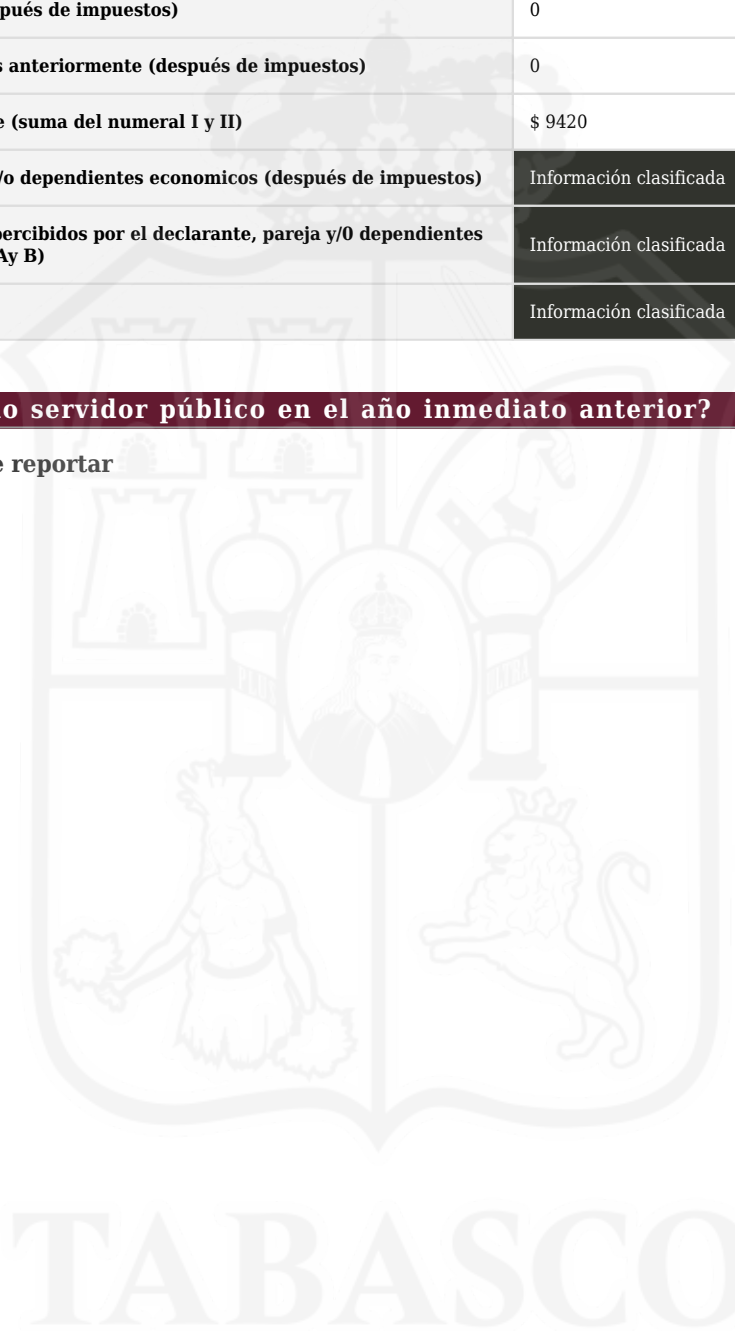 pués de impuestos) 0
s anteriormente (después de impuestos) 0
e (suma del numeral I y II) $ 9420
/o dependientes economicos (después de impuestos) Información clasificada
percibidos por el declarante, pareja y/0 dependientes
Ay B) Información clasificada
Información clasificada
o servidor público en el año inmediato anterior?
e reportar
PLUS ULTRA
TABASCO